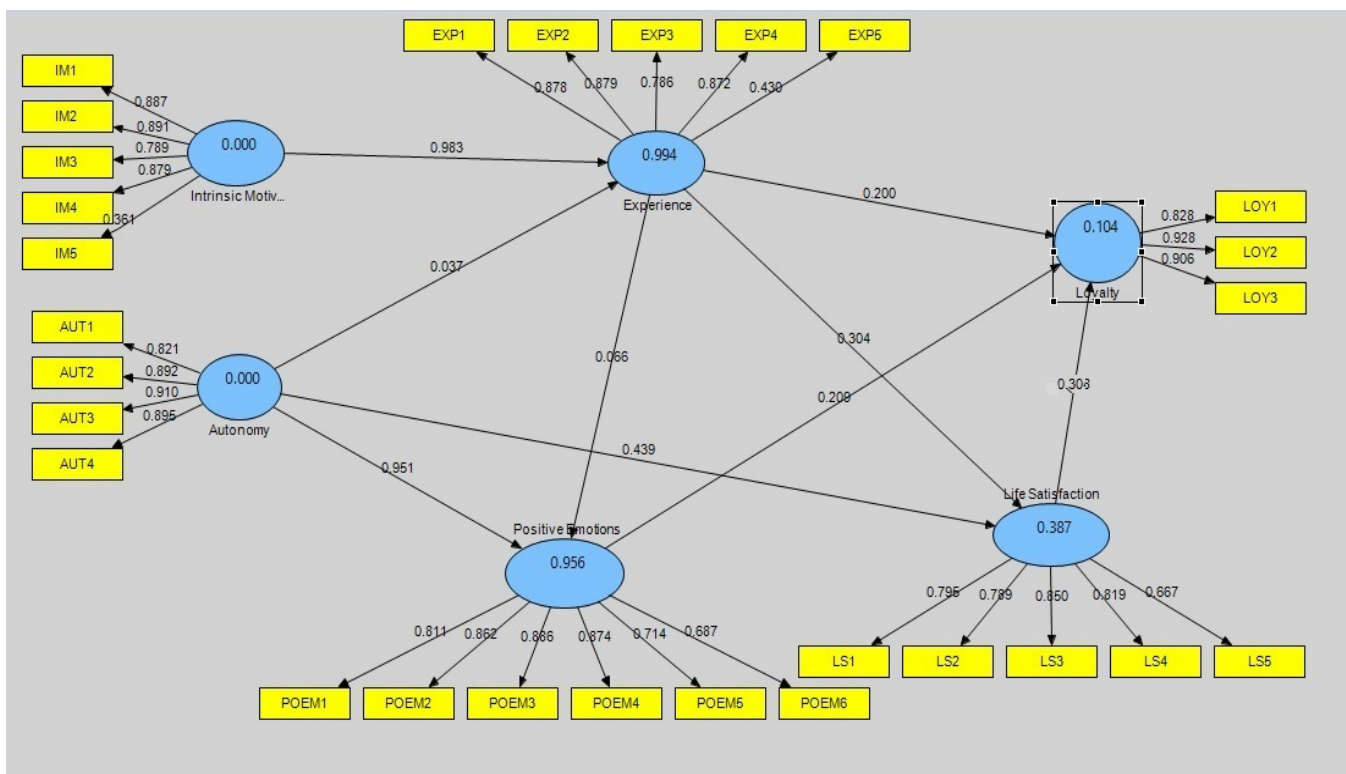 EXP1 EXP2 EXP3 EXP4 EXP5
0.878 0.879 0.786 0.872 0.430
IM1
IM2
IM3
IM4
IM5
0.887
0.891
0.789
0.879
0.361
0.000
Intrinsic Motiv...
0.983
0.994
Experience
0.200
0.104
Loyalty
0.828
0.928
0.906
LOY1
LOY2
LOY3
0.037
0.066
0.304
0.209
AUT1
AUT2
AUT3
AUT4
0.821
0.892
0.910
0.895
0.000
Autonomy
0.951
0.439
Positive Emotions
0.956
Life Satisfaction
0.387
0.811 0.862 0.886 0.874 0.714 0.687
POEM1 POEM2 POEM3 POEM4 POEM5 POEM6
0.795 0.789 0.850 0.819 0.667
LS1 LS2 LS3 LS4 LS5